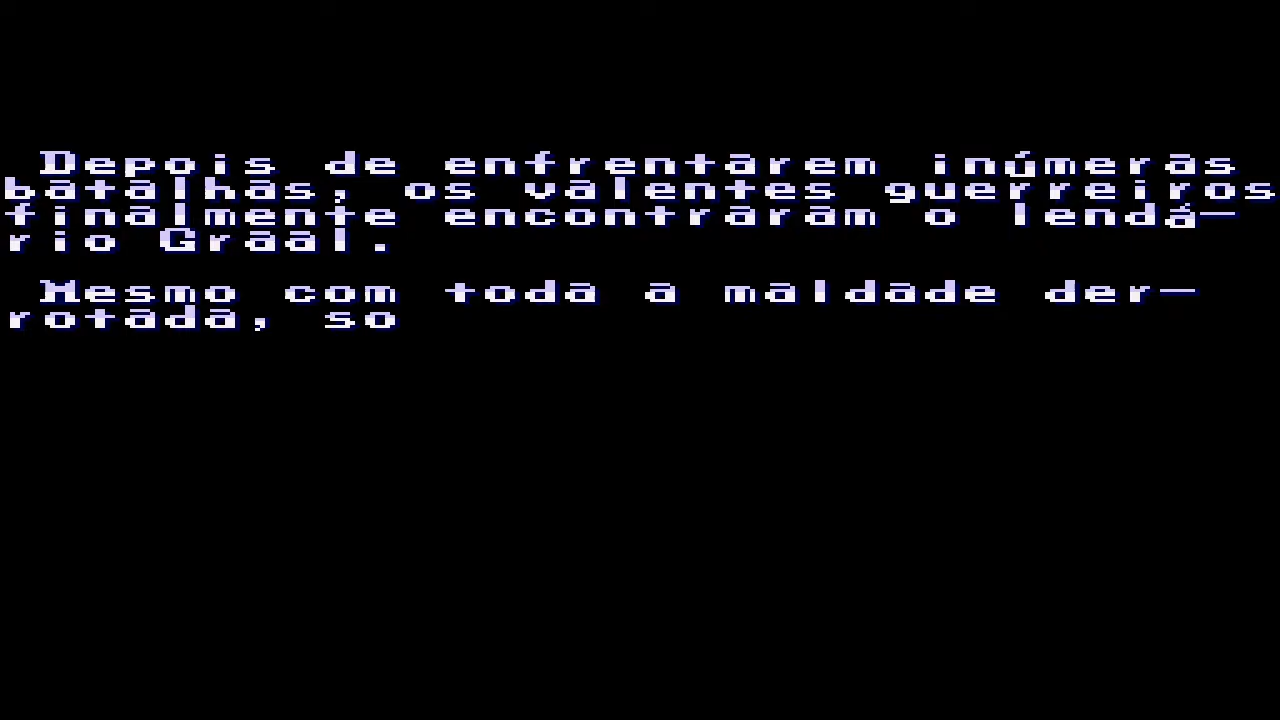 Depois de enfrentarem inúmeras
batalhas, os valentes guerreiros
finalmente encontraram o lendá-
rio Graal.
Mesmo com toda a maldade der-
rotada, so